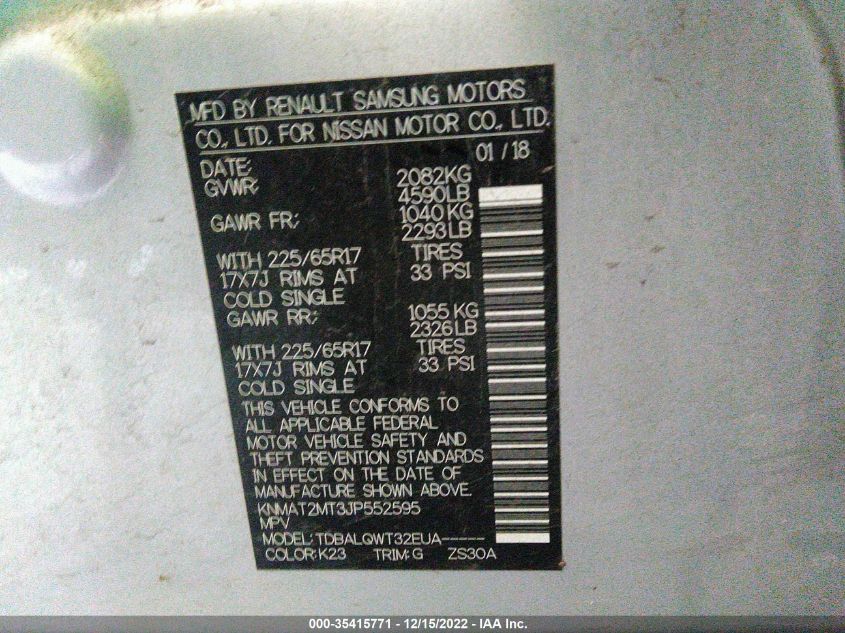 MFD BY RENAULT SAMSUNG MOTORS
CO., LTD. FOR NISSAN MOTOR CO., LTD.
DATE: 01 / 18
GVWR: 2082KG
4590LB
GAWR FR: 1040 KG
2293 LB
WITH 225/65R17 TIRES
17X7J RIMS AT 33 PSI
COLD SINGLE
GAWR RR: 1055 KG
2326 LB
WITH 225/65R17 TIRES
17X7J RIMS AT 33 PSI
COLD SINGLE
THIS VEHICLE CONFORMS TO
ALL APPLICABLE FEDERAL
MOTOR VEHICLE SAFETY AND
THEFT PREVENTION STANDARDS
IN EFFECT ON THE DATE OF
MANUFACTURE SHOWN ABOVE.
KNMAT2MT3JP552595
MPV
MODEL: TDBALQWT32EUA-----
COLOR: K23 TRIM: G ZS30A
000-35415771 - 12/15/2022 - IAA Inc.